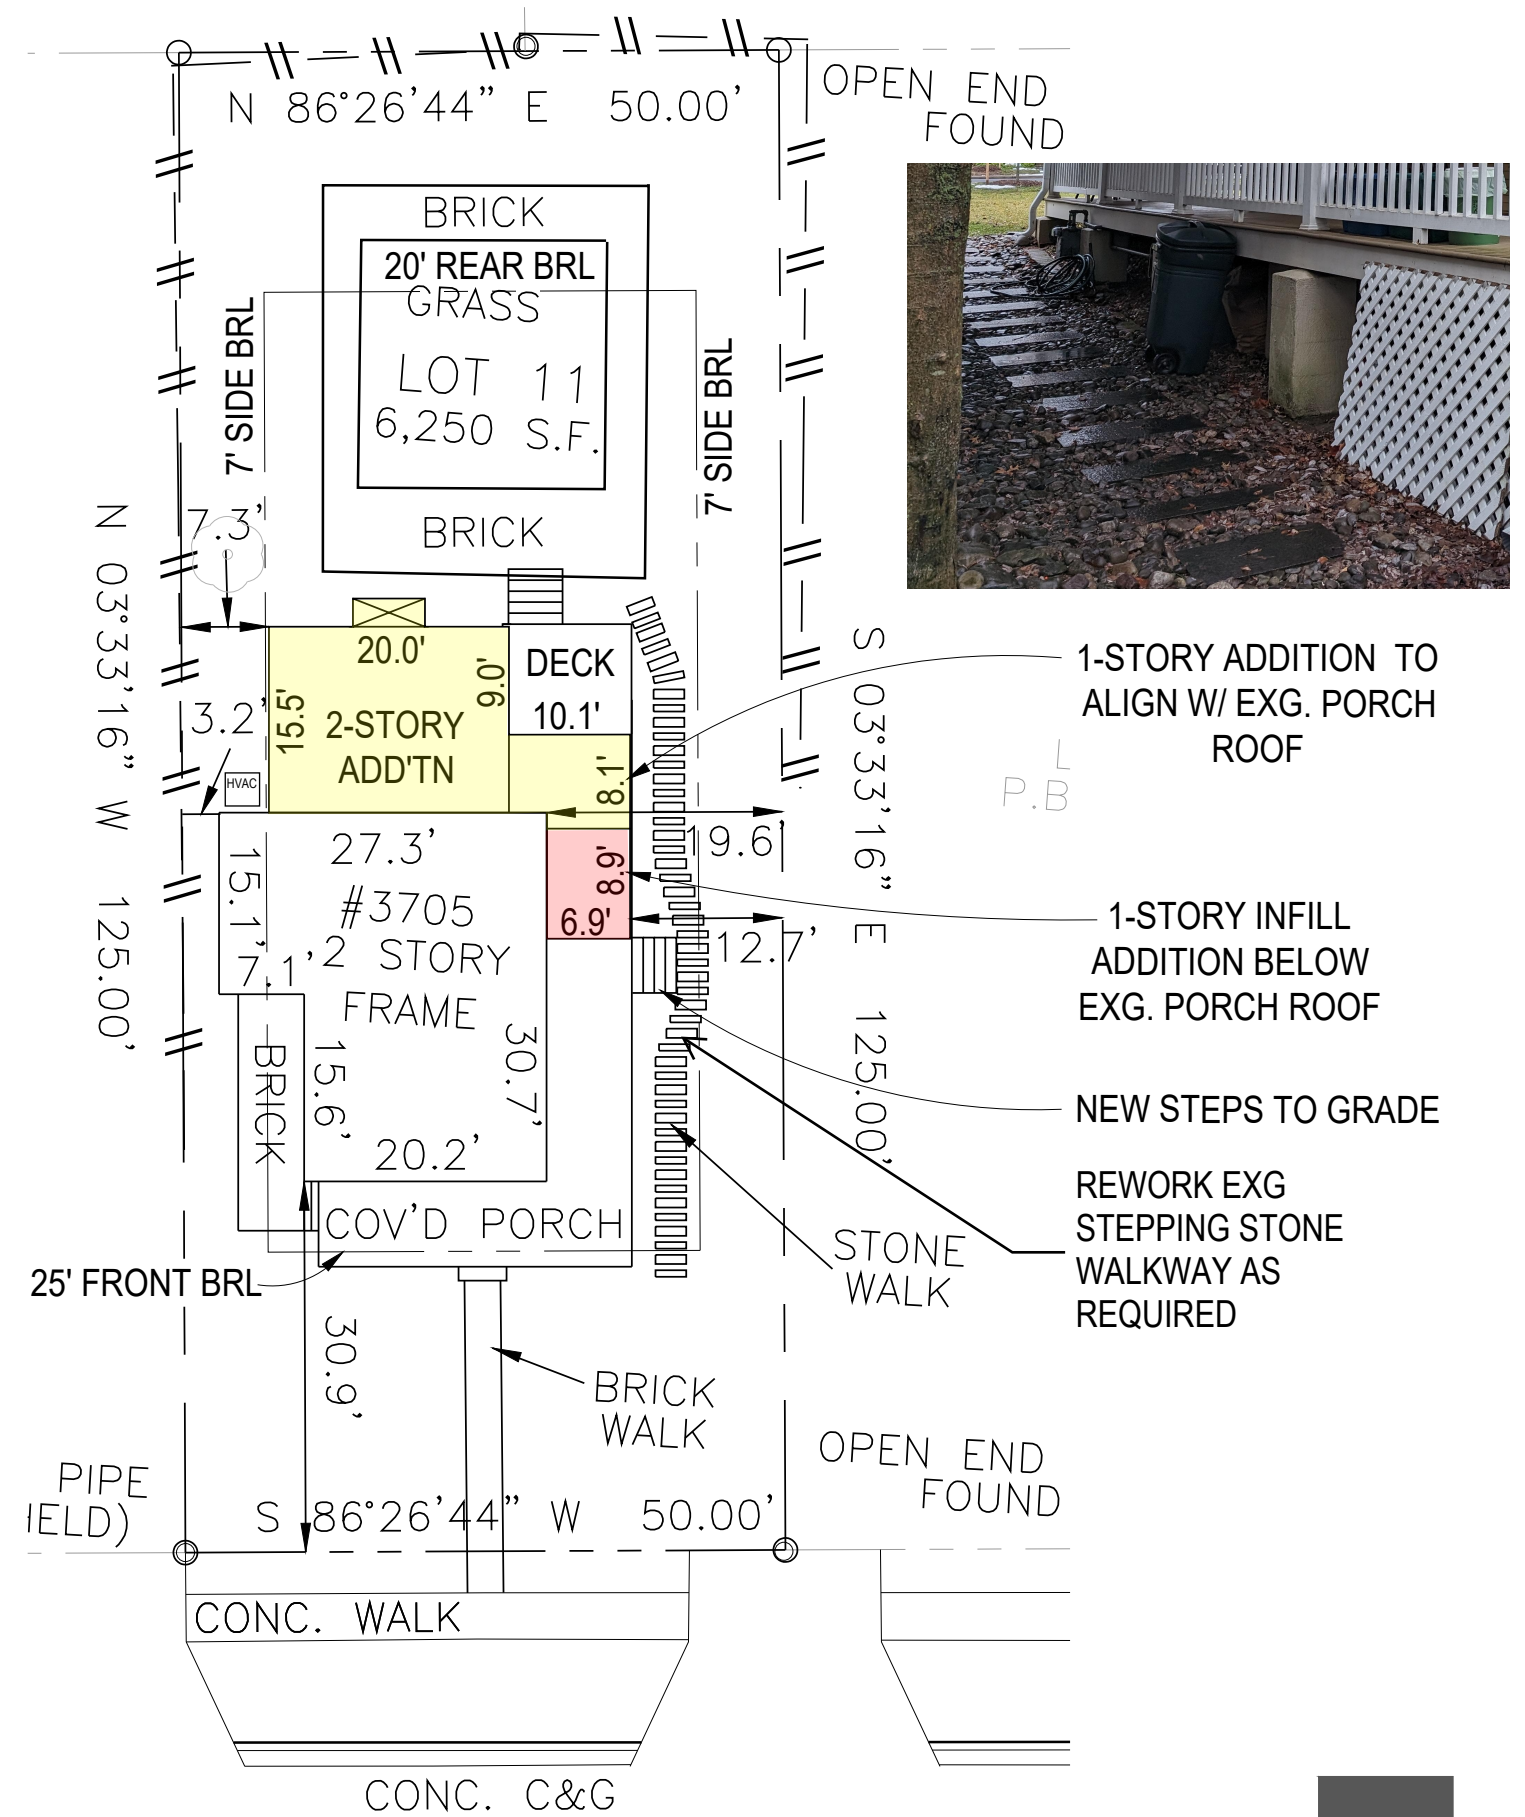 N 86°26'44" E 50.00'
OPEN END
FOUND
BRICK
20' REAR BRL
GRASS
LOT 11
6,250 S.F.
7' SIDE BRL
7' SIDE BRL
BRICK
N 03°33'16" W 125.00'
7.3'
3.2'
HVAC
20.0'
15.5'
9.0'
2-STORY
ADD'TN
DECK
10.1'
8.1'
S 03°33'16" E 125.00'
1-STORY ADDITION TO
ALIGN W/ EXG. PORCH
ROOF
L
P.B
19.6'
27.3'
15.1'
#3705
2 STORY
FRAME
7.1'
8.9'
6.9'
12.7'
1-STORY INFILL
ADDITION BELOW
EXG. PORCH ROOF
BRICK
15.6'
30.7'
20.2'
NEW STEPS TO GRADE
REWORK EXG
STEPPING STONE
WALKWAY AS
REQUIRED
COV'D PORCH
STONE
WALK
25' FRONT BRL
30.9'
BRICK
WALK
OPEN END
FOUND
PIPE
IELD)
S 86°26'44" W 50.00'
CONC. WALK
CONC. C&G